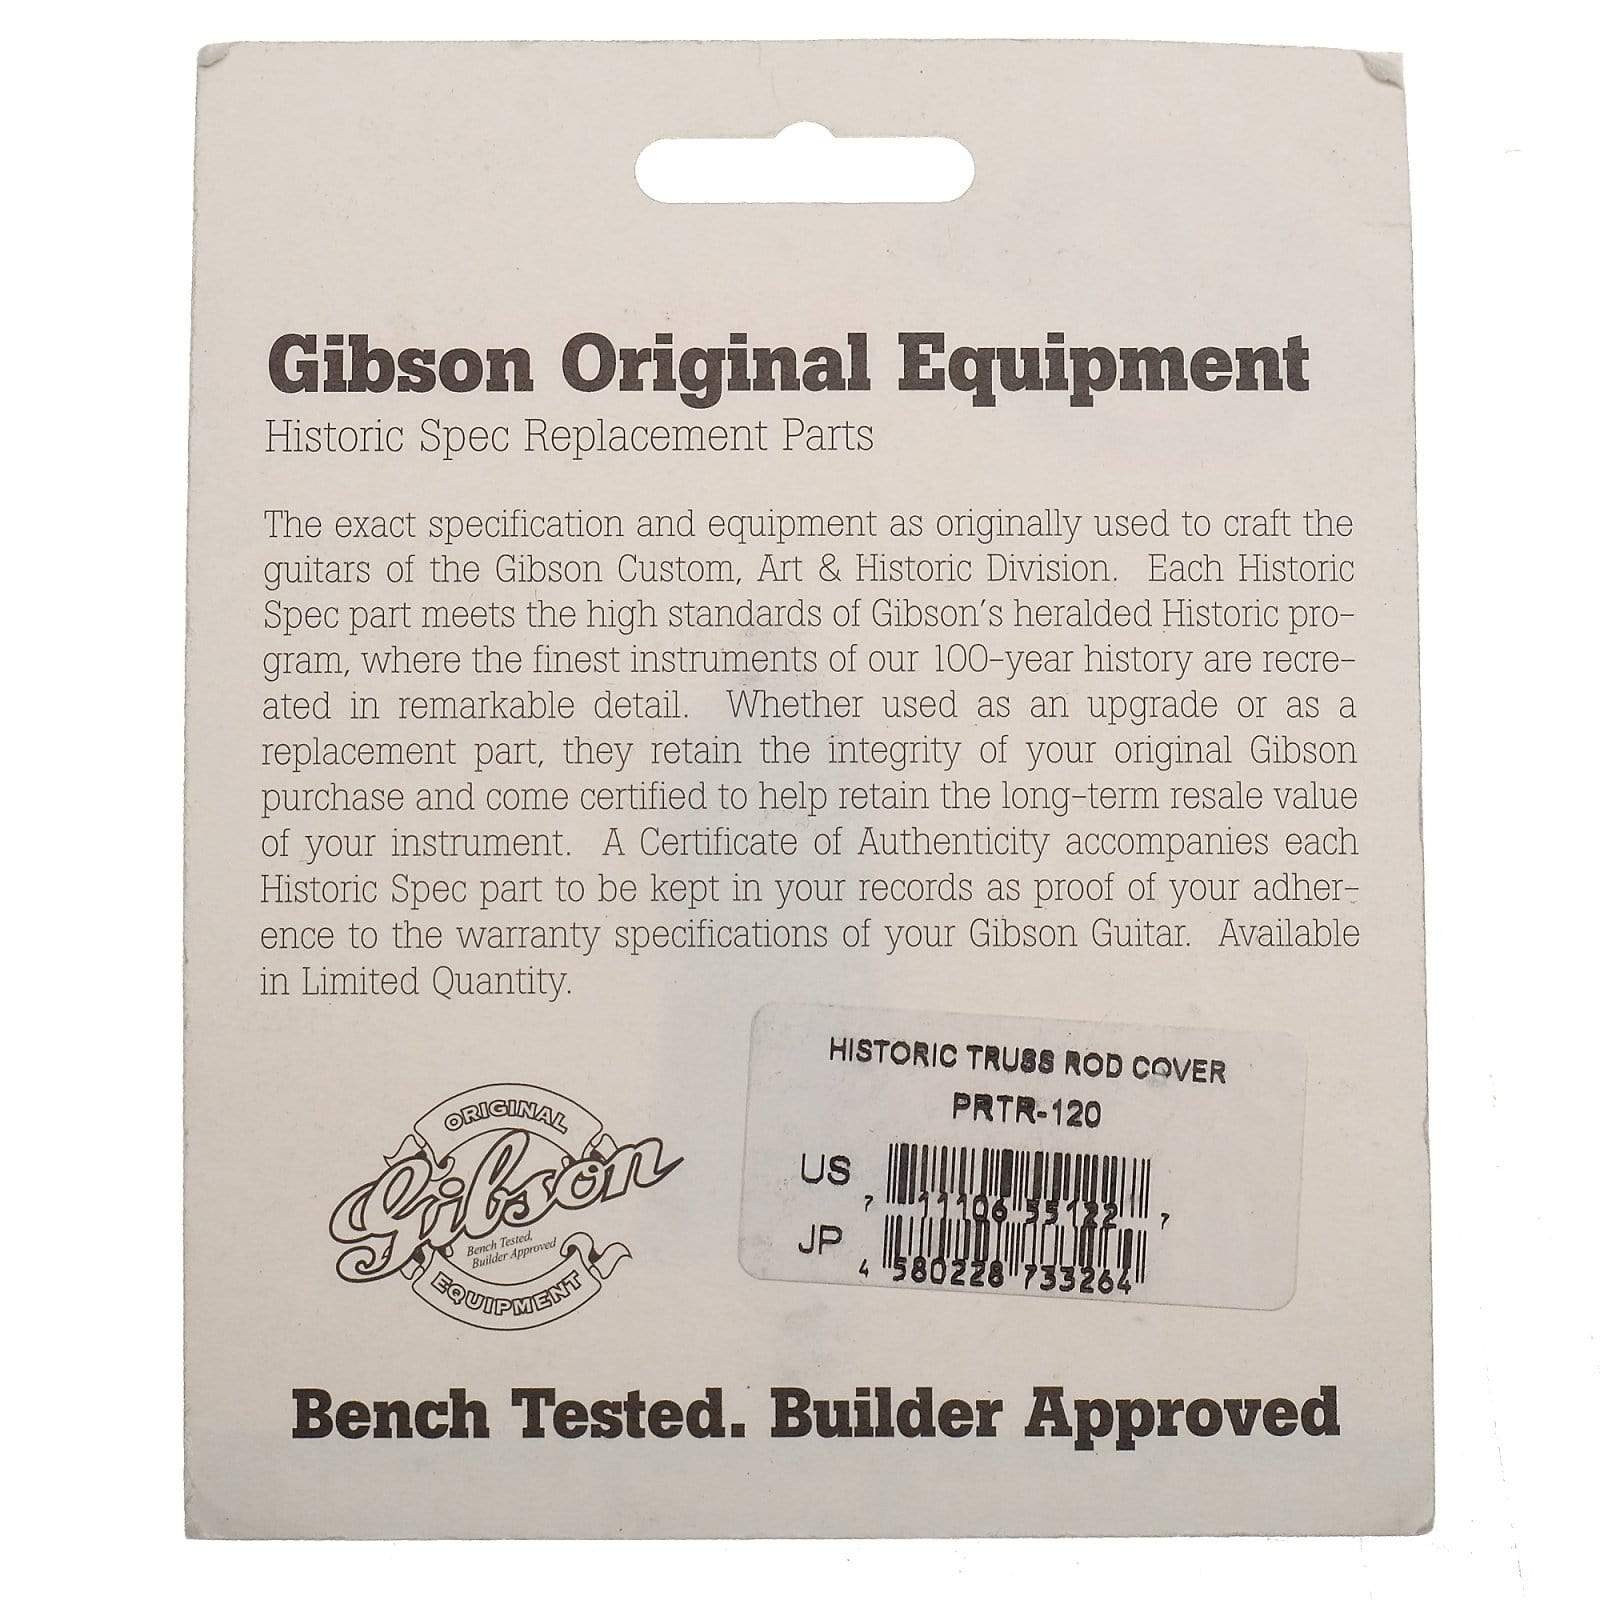 Gibson Original Equipment
Historic Spec Replacement Parts
The exact specification and equipment as originally used to craft the
guitars of the Gibson Custom, Art & Historic Division. Each Historic
Spec part meets the high standards of Gibson's heralded Historic pro-
gram, where the finest instruments of our 100-year history are recre-
ated in remarkable detail. Whether used as an upgrade or as a
replacement part, they retain the integrity of your original Gibson
purchase and come certified to help retain the long-term resale value
of your instrument. A Certificate of Authenticity accompanies each
Historic Spec part to be kept in your records as proof of your adher-
ence to the warranty specifications of your Gibson Guitar. Available
in Limited Quantity.
HISTORIC TRUSS ROD COVER
PRTR-120
US
7 11106 55122 7
JP
4 580228 733264
ORIGINAL
Gibson
Bench Tested,
Builder Approved
EQUIPMENT
Bench Tested. Builder Approved